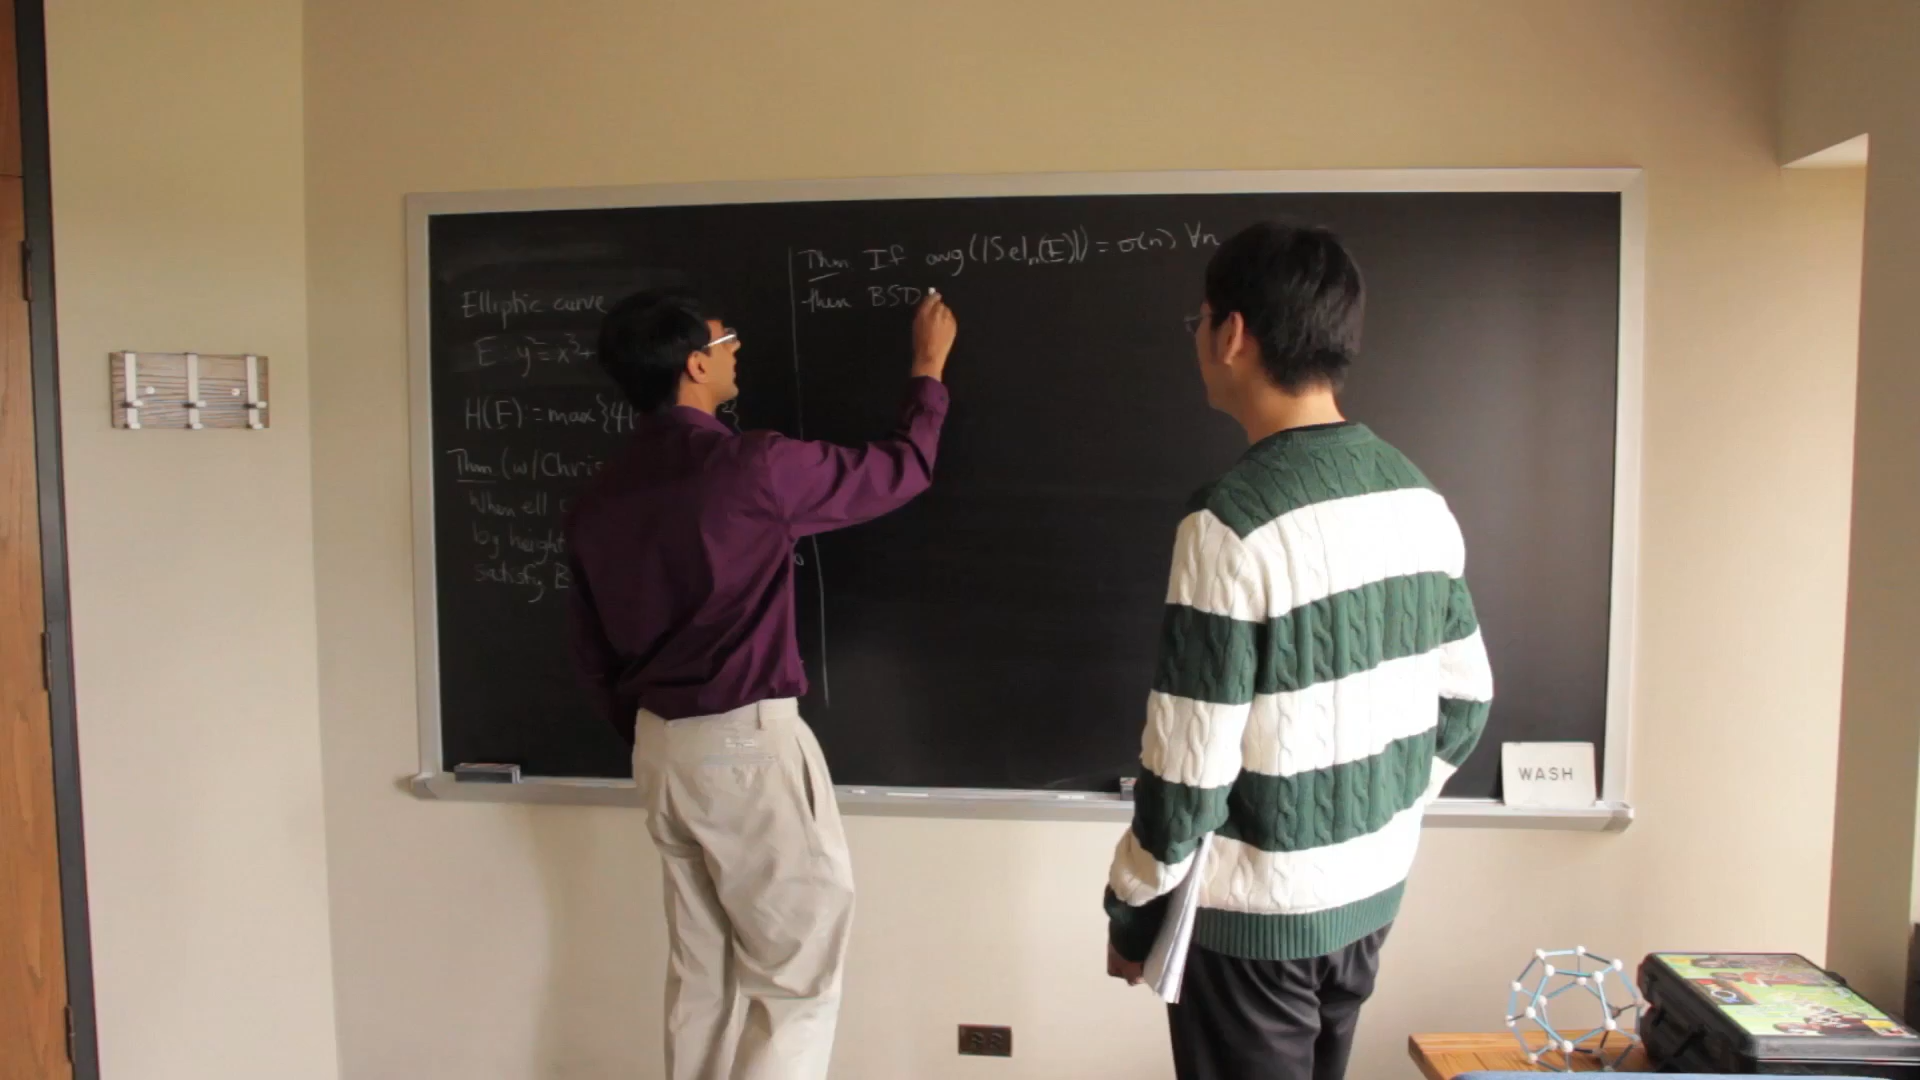 Elliptic curve
E: y² = x³ +
H(E) := max{4|
Thm (w/Chris
When ell
by height
satisfy B
Thm If avg(|Selₙ(E)|) = σ(n) ∀n
then BSD
WASH